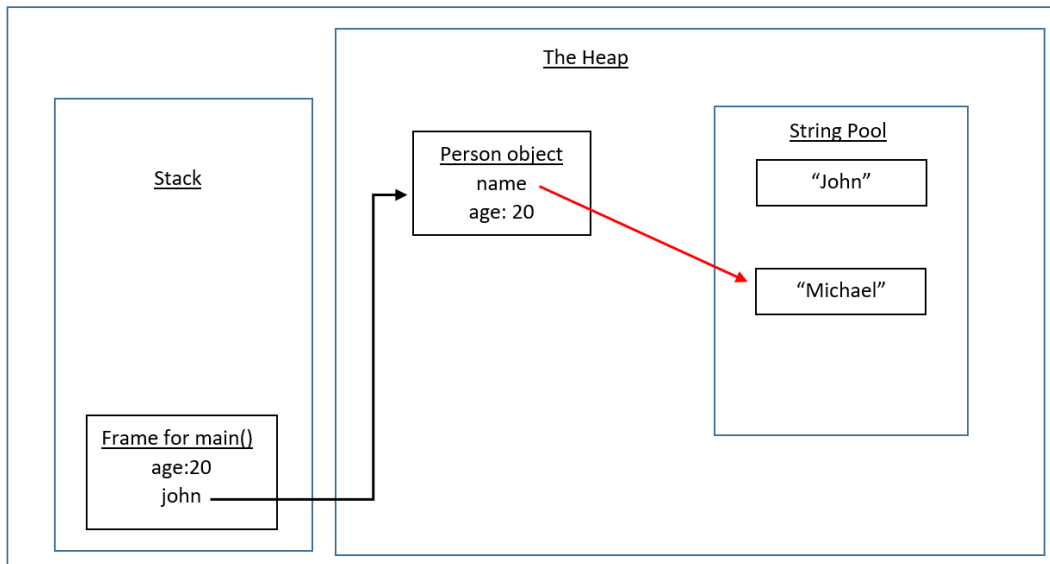 The Heap
Stack
Person object
name
age: 20
String Pool
“John”
“Michael”
Frame for main()
age:20
john